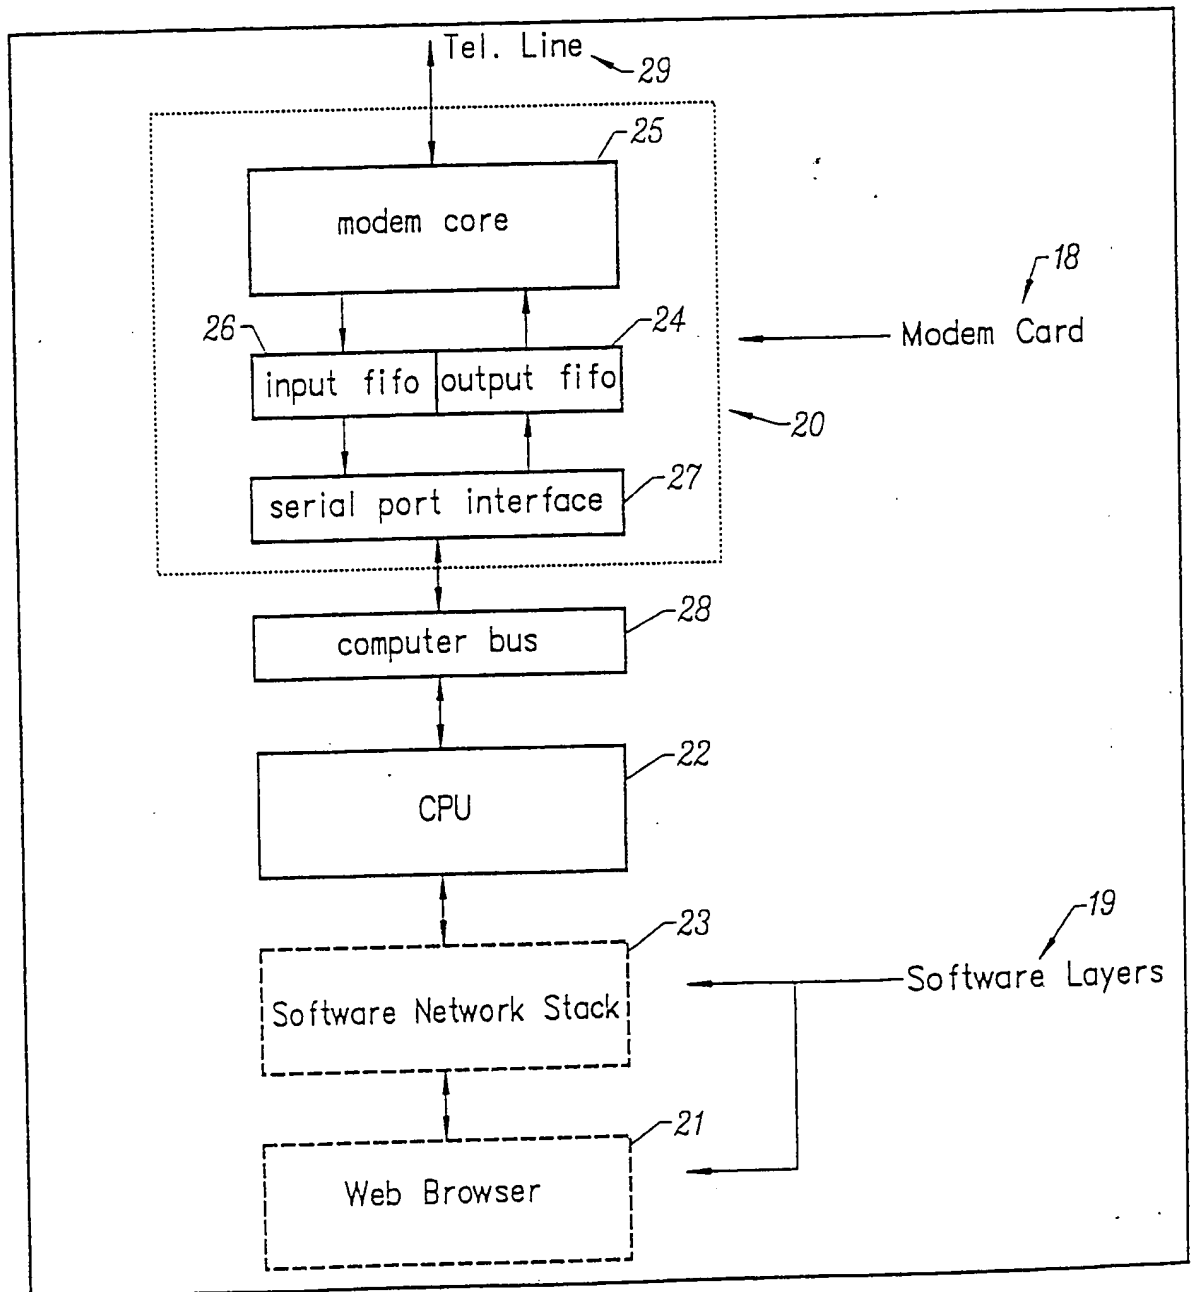 Tel. Line
29
25
modem core
18
26
24
Modem Card
input fifo
output fifo
20
27
serial port interface
28
computer bus
22
CPU
23
19
Software Layers
Software Network Stack
21
Web Browser